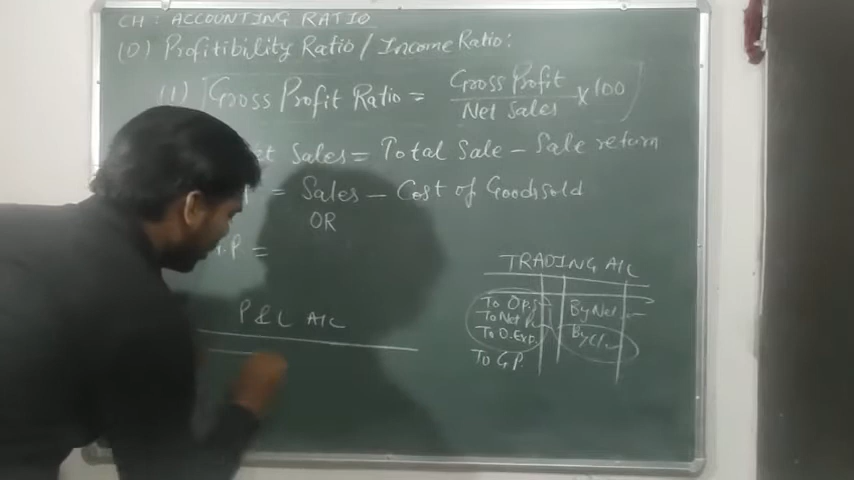 CH: ACCOUNTING RATIO
(D) Profitibility Ratio / Income Ratio:
(1) Gross Profit Ratio = Gross Profit / Net Sales × 100
Sales = Total Sale - Sale return
= Sales - Cost of Goods sold
OR
G.P =
P & L A/C
TRADING A/C
To Op.S
To Net P
To D.Exp.
To GP.
By Net
By Cl